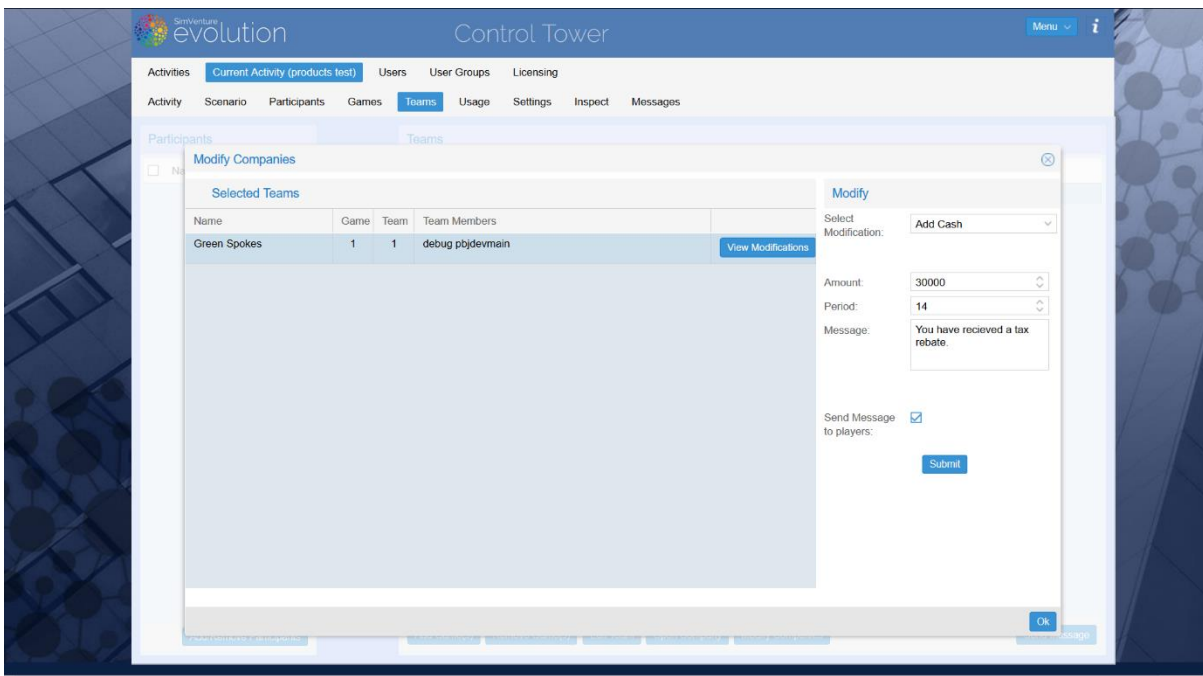 SimVenture
evolution
Control Tower
Menu
i
Activities Current Activity (products test) Users User Groups Licensing
Activity Scenario Participants Games Teams Usage Settings Inspect Messages
Participants Teams
Modify Companies
Selected Teams
Modify
Name Game Team Team Members
Green Spokes 1 1 debug pbjdevmain View Modifications
Select
Modification:
Add Cash
Amount: 30000
Period: 14
Message:
You have recieved a tax
rebate.
Send Message
to players:
Submit
Ok